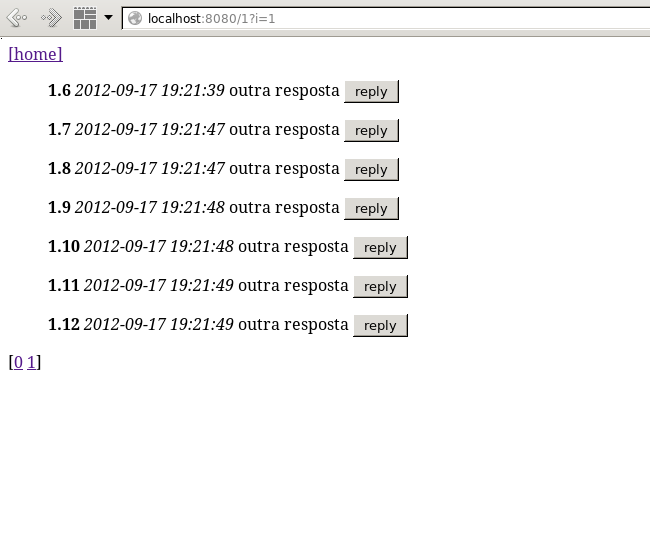 localhost:8080/1?i=1
[home]
1.6 2012-09-17 19:21:39 outra resposta reply
1.7 2012-09-17 19:21:47 outra resposta reply
1.8 2012-09-17 19:21:47 outra resposta reply
1.9 2012-09-17 19:21:48 outra resposta reply
1.10 2012-09-17 19:21:48 outra resposta reply
1.11 2012-09-17 19:21:49 outra resposta reply
1.12 2012-09-17 19:21:49 outra resposta reply
[0 1]